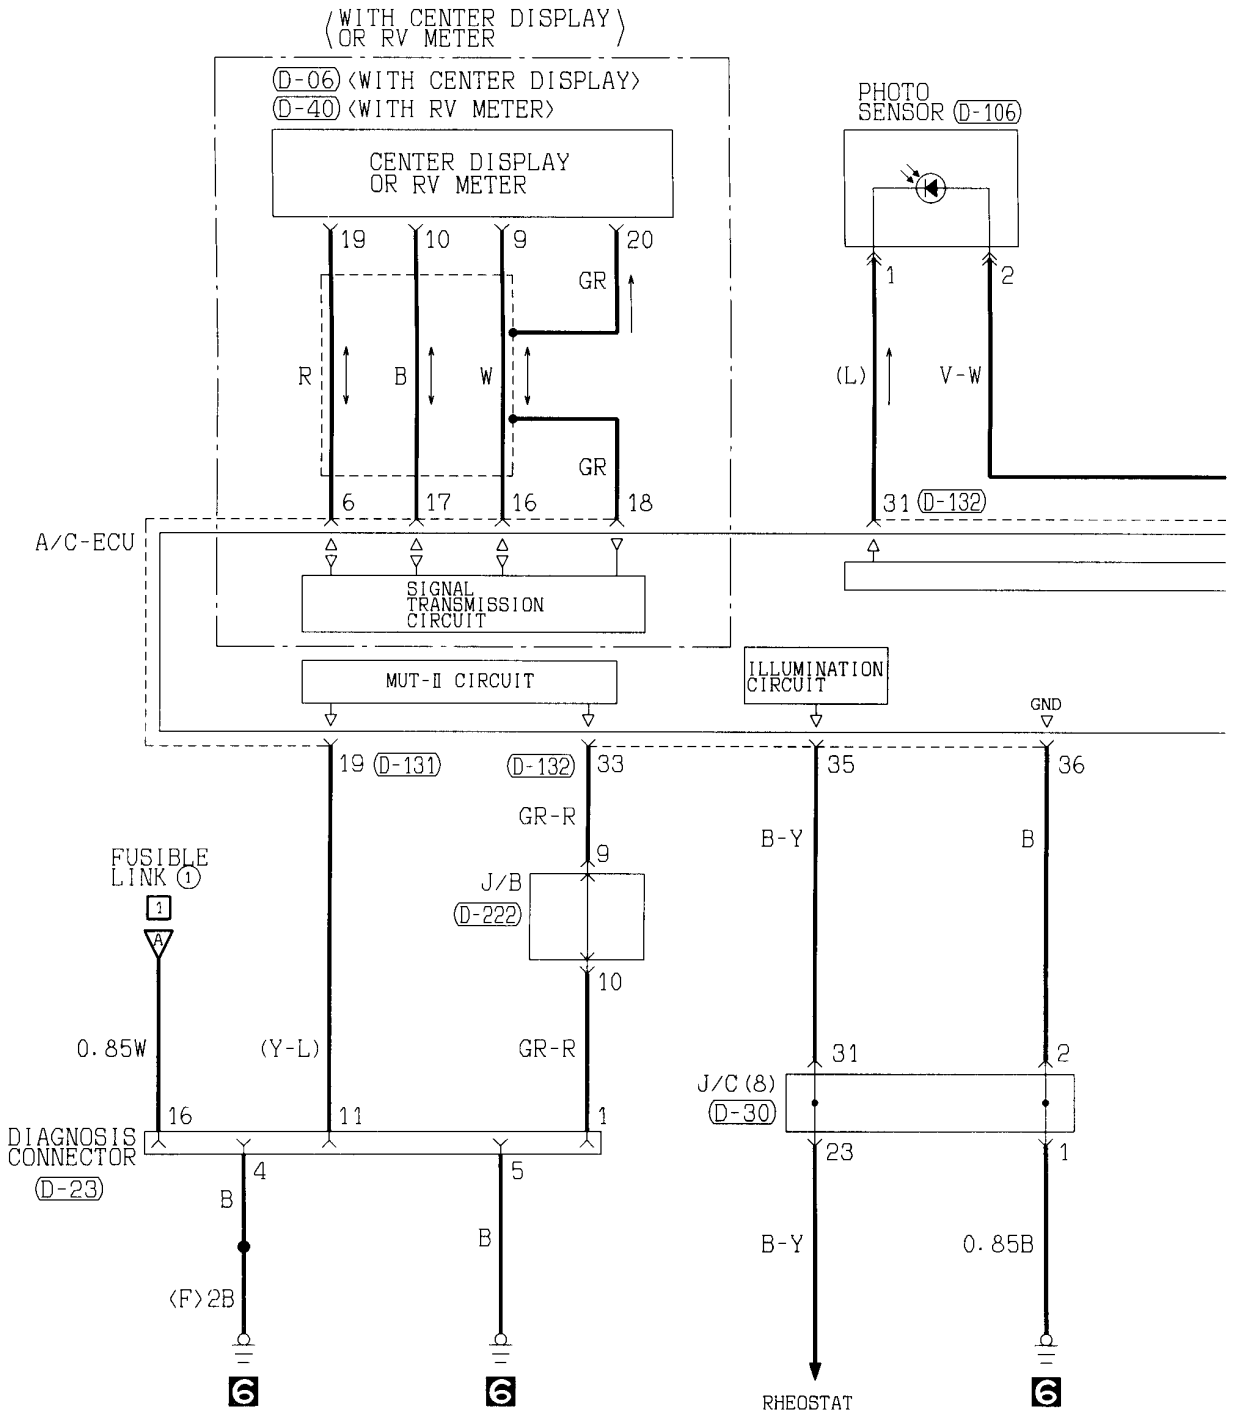 WITH CENTER DISPLAY
OR RV METER
D-06 <WITH CENTER DISPLAY>
D-40 <WITH RV METER>
CENTER DISPLAY
OR RV METER
PHOTO
SENSOR D-106
19 10 9 20
1 2
GR
R B W
(L) V-W
GR
6 17 16 18
31 D-132
A/C-ECU
SIGNAL
TRANSMISSION
CIRCUIT
MUT-II CIRCUIT
ILLUMINATION
CIRCUIT
GND
19 D-131
D-132 33
35 36
GR-R
B-Y B
FUSIBLE
LINK ①
1
A
9
J/B
D-222
10
0.85W (Y-L) GR-R
31 2
J/C(8)
D-30
16 11 1
DIAGNOSIS
CONNECTOR
D-23
4 5
23 1
B
B
B-Y 0.85B
<F>2B
6 6 6
RHEOSTAT